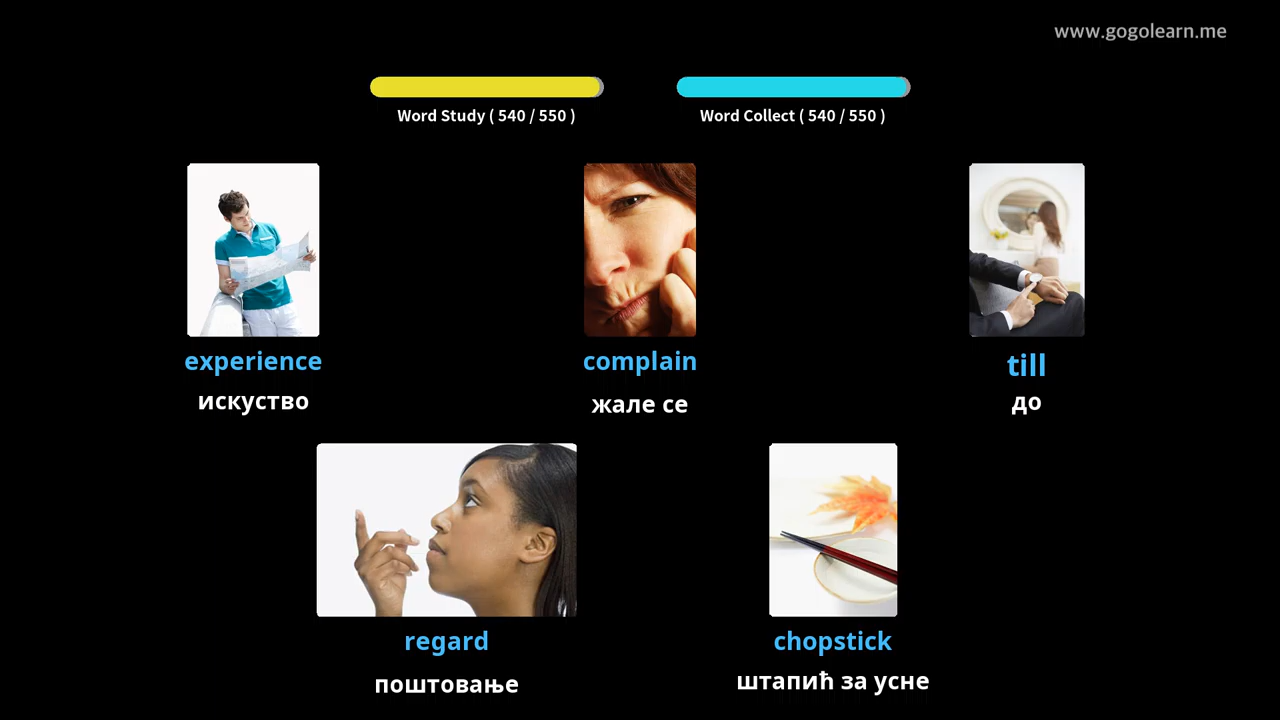 www.gogolearn.me
Word Study ( 540 / 550 )
Word Collect ( 540 / 550 )
experience
complain
till
искуство
жале се
до
regard
chopstick
поштовање
штапић за усне